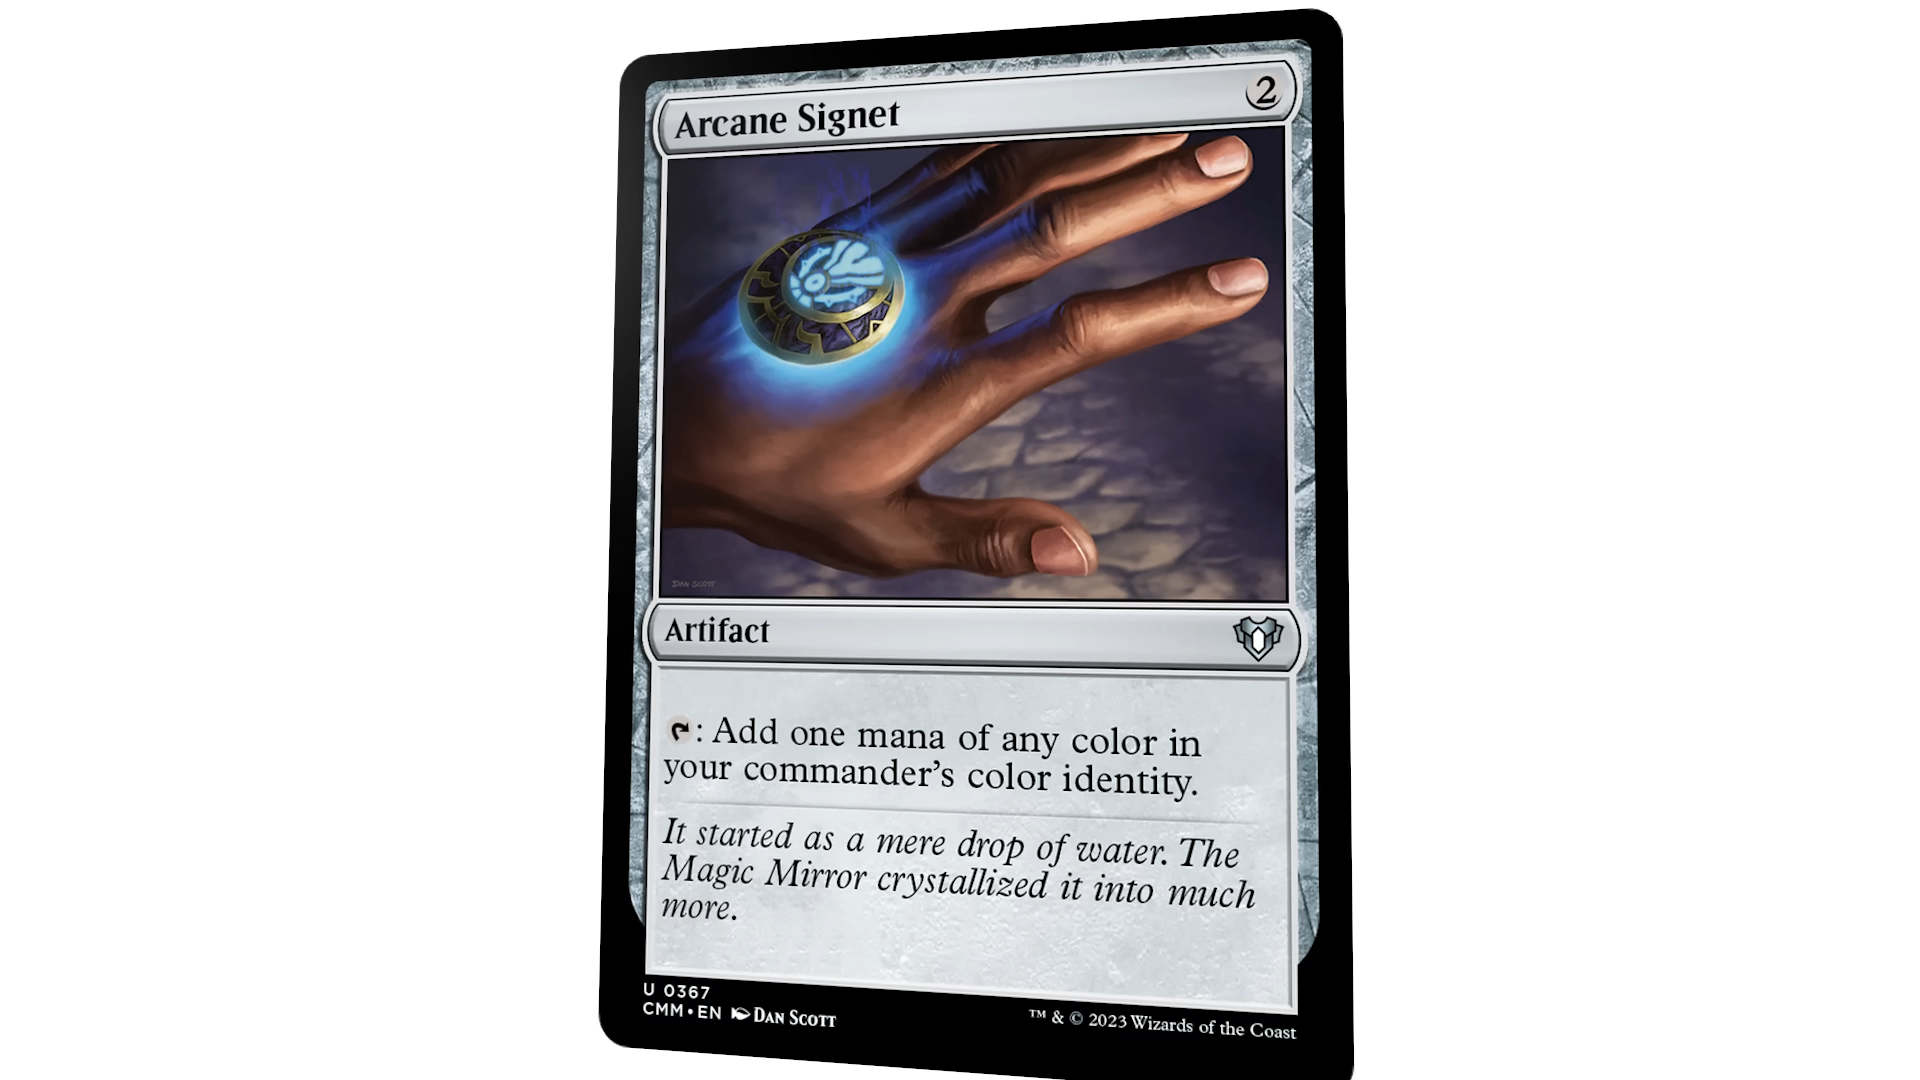 Arcane Signet 2
DAN SCOTT
Artifact
: Add one mana of any color in
your commander's color identity.
It started as a mere drop of water. The
Magic Mirror crystallized it into much
more.
U 0367
CMM • EN Dan Scott
™ & © 2023 Wizards of the Coast